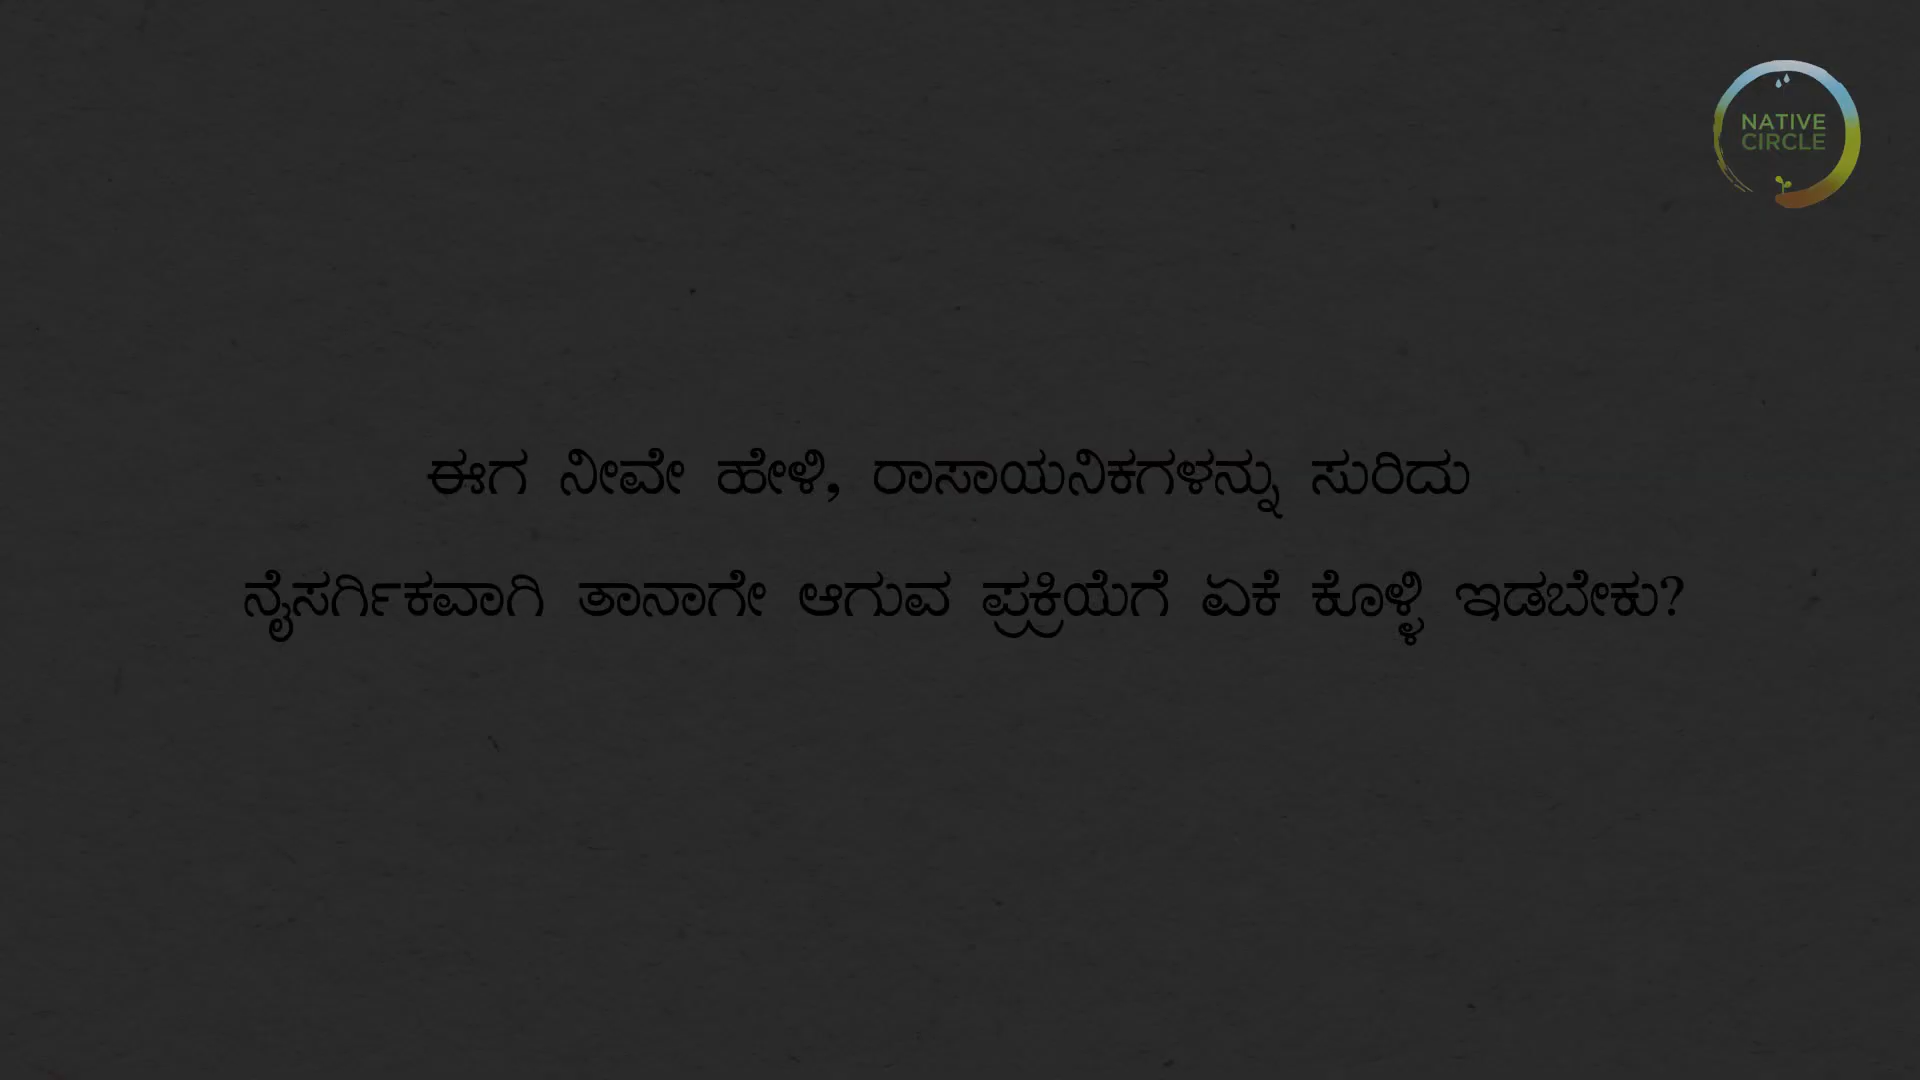 NATIVE
CIRCLE
ಈಗ ನೀವೇ ಹೇಳಿ, ರಾಸಾಯನಿಕಗಳನ್ನು ಸುರಿದು
ನೈಸರ್ಗಿಕವಾಗಿ ತಾನಾಗೇ ಆಗುವ ಪ್ರಕ್ರಿಯೆಗೆ ಏಕೆ ಕೊಳ್ಳಿ ಇಡಬೇಕು?